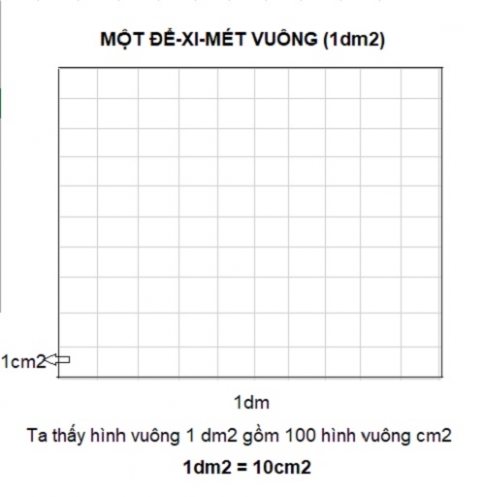 MỘT ĐỀ-XI-MÉT VUÔNG (1dm2)
1cm2
1dm
Ta thấy hình vuông 1 dm2 gồm 100 hình vuông cm2
1dm2 = 10cm2